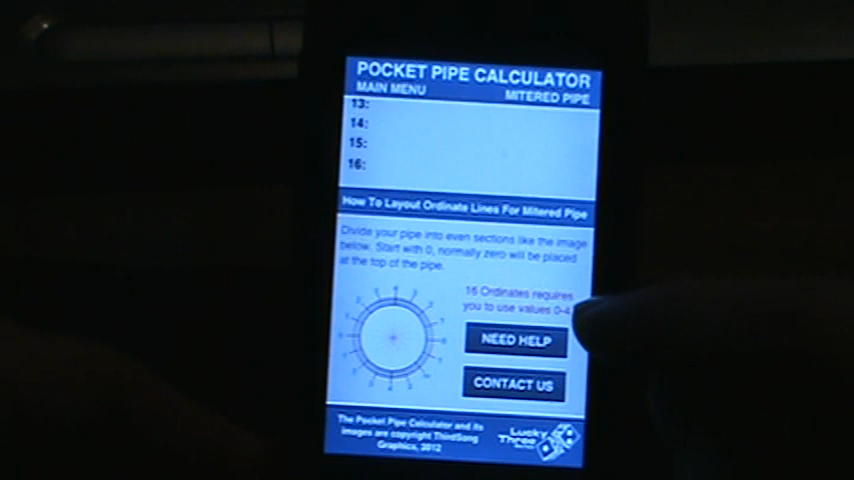 POCKET PIPE CALCULATOR
MAIN MENU
MITERED PIPE
13:
14:
15:
16:
How To Layout Ordinate Lines For Mitered Pipe
Divide your pipe into even sections like the image
below. Start with 0, normally zero will be placed
at the top of the pipe.
16 Ordinates requires
you to use values 0-4
NEED HELP
CONTACT US
The Pocket Pipe Calculator and its
images are copyright ThirdSong
Graphics, 2012
Lucky
Three